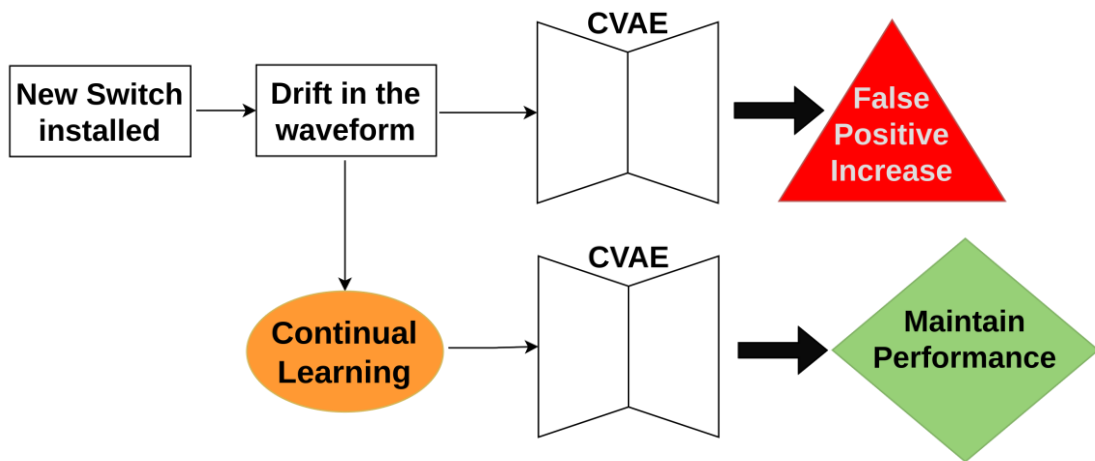 New Switch
installed
Drift in the
waveform
CVAE
False
Positive
Increase
Continual
Learning
CVAE
Maintain
Performance